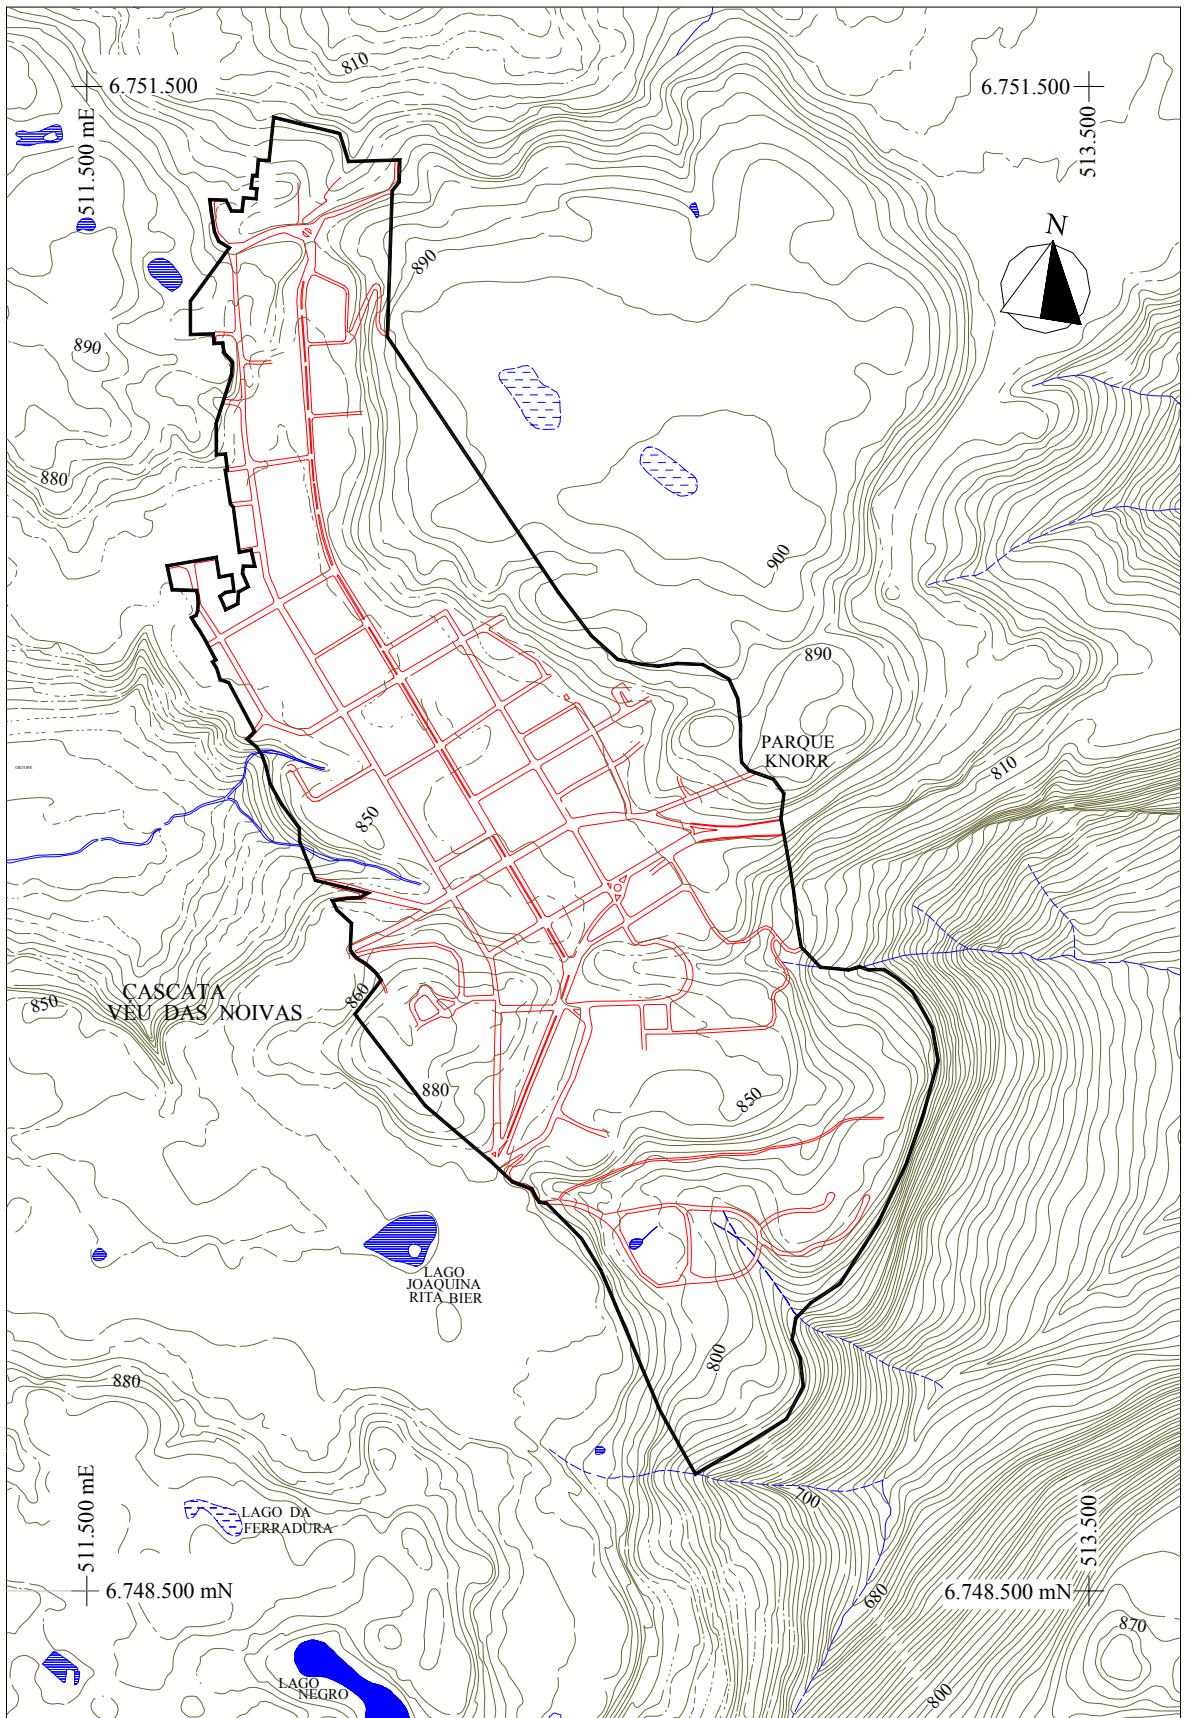 810
6.751.500
6.751.500
511.500 mE
513.500
N
890
890
880
900
890
PARQUE
KNORR
810
850
850
CASCATA
VÉU DAS NOIVAS
860
880
850
LAGO
JOAQUINA
RITA BIER
800
880
700
LAGO DA
FERRADURA
511.500 mE
513.500
6.748.500 mN
6.748.500 mN
680
870
LAGO
NEGRO
800